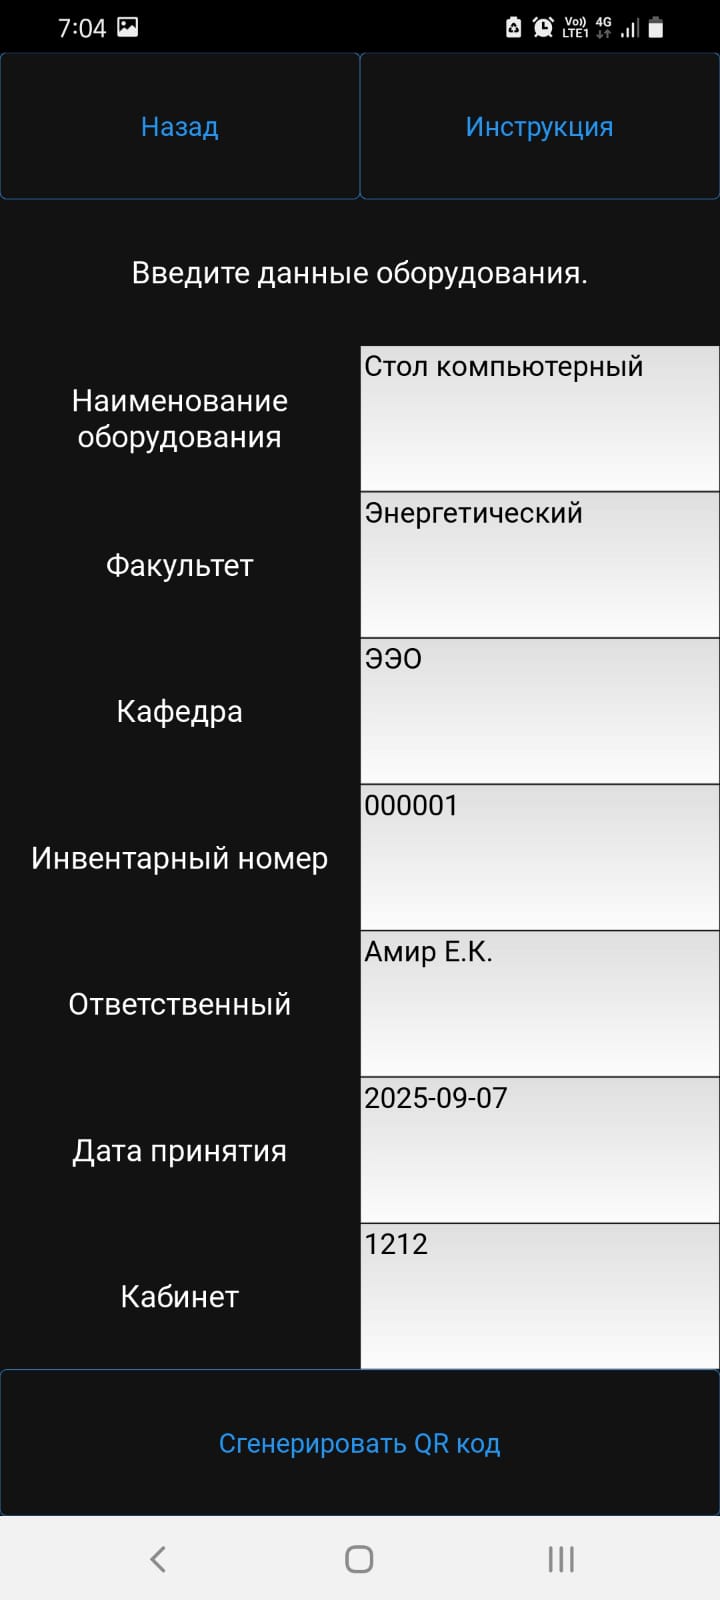 7:04
Vo)) 4G
LTE1
Назад
Инструкция
Введите данные оборудования.
Наименование
оборудования
Стол компьютерный
Факультет
Энергетический
Кафедра
ЭЭО
Инвентарный номер
000001
Ответственный
Амир Е.К.
Дата принятия
2025-09-07
Кабинет
1212
Сгенерировать QR код